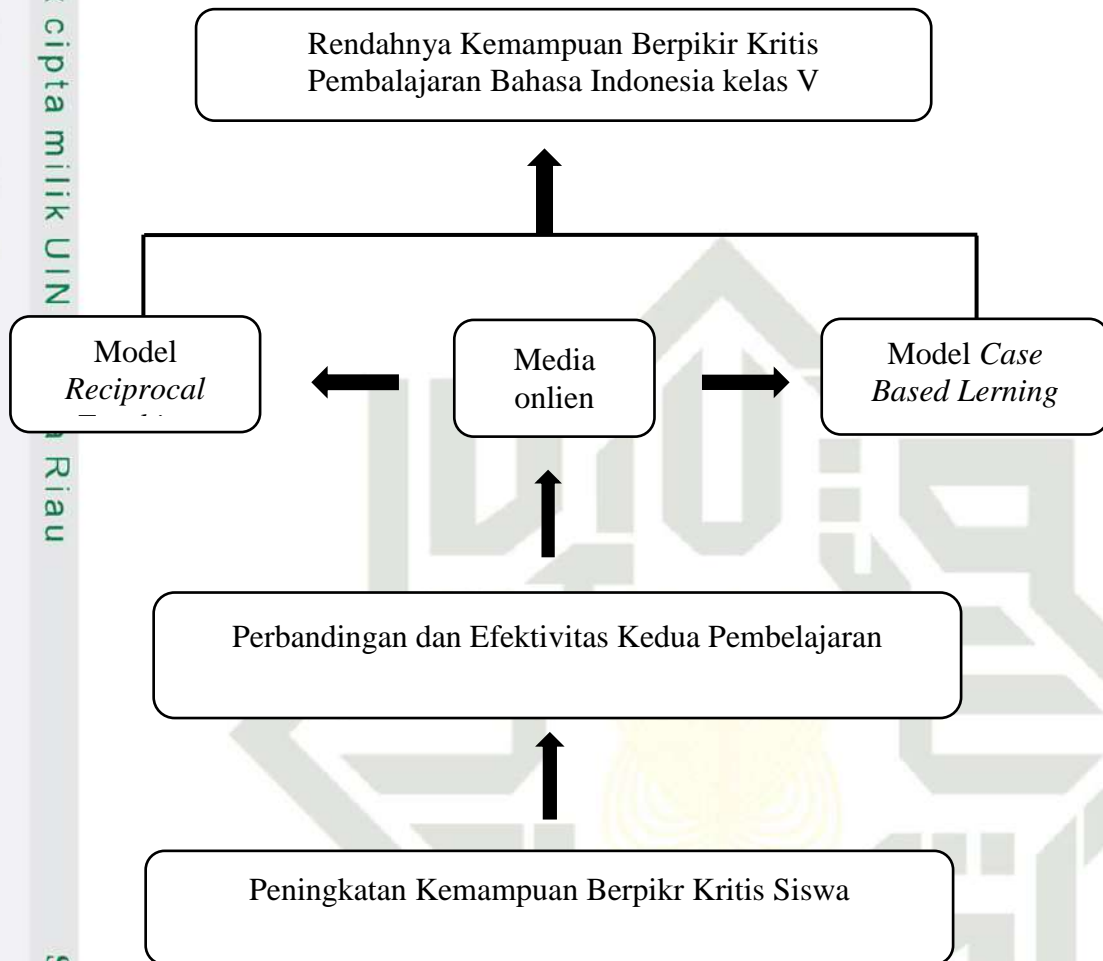 cipta milik UIN
Riau
Rendahnya Kemampuan Berpikir Kritis
Pembalajaran Bahasa Indonesia kelas V
Model
Reciprocal
Media
onlien
Model Case
Based Lerning
Perbandingan dan Efektivitas Kedua Pembelajaran
Peningkatan Kemampuan Berpikr Kritis Siswa